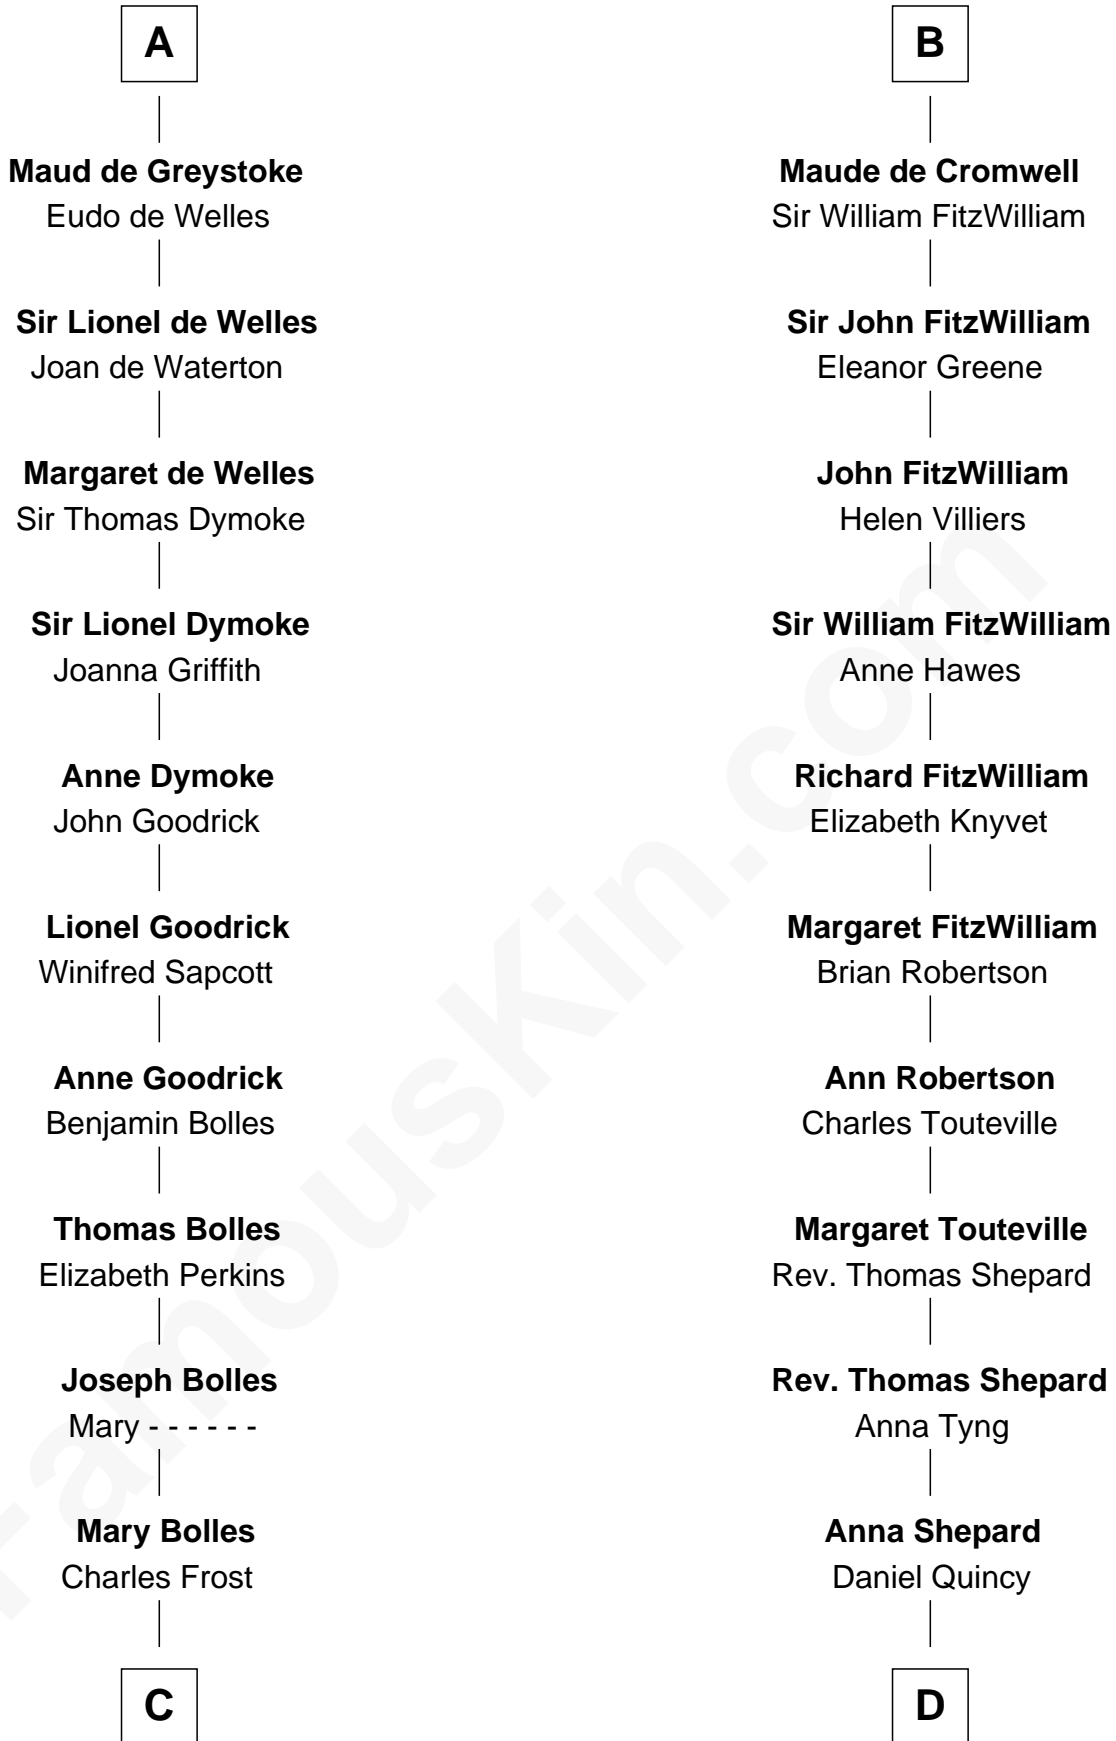 A
Maud de Greystoke
Eudo de Welles
Sir Lionel de Welles
Joan de Waterton
Margaret de Welles
Sir Thomas Dymoke
Sir Lionel Dymoke
Joanna Griffith
Anne Dymoke
John Goodrick
Lionel Goodrick
Winifred Sapcott
Anne Goodrick
Benjamin Bolles
Thomas Bolles
Elizabeth Perkins
Joseph Bolles
Mary - - - - - -
Mary Bolles
Charles Frost
C
B
Maude de Cromwell
Sir William FitzWilliam
Sir John FitzWilliam
Eleanor Greene
John FitzWilliam
Helen Villiers
Sir William FitzWilliam
Anne Hawes
Richard FitzWilliam
Elizabeth Knyvet
Margaret FitzWilliam
Brian Robertson
Ann Robertson
Charles Touteville
Margaret Touteville
Rev. Thomas Shepard
Rev. Thomas Shepard
Anna Tyng
Anna Shepard
Daniel Quincy
D
FamousKin.com